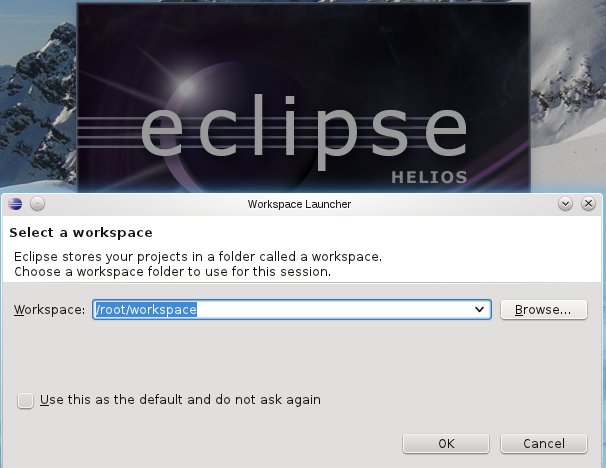 eclipse
HELIOS
Workspace Launcher
Select a workspace
Eclipse stores your projects in a folder called a workspace.
Choose a workspace folder to use for this session.
Workspace: /root/workspace Browse...
Use this as the default and do not ask again
OK Cancel